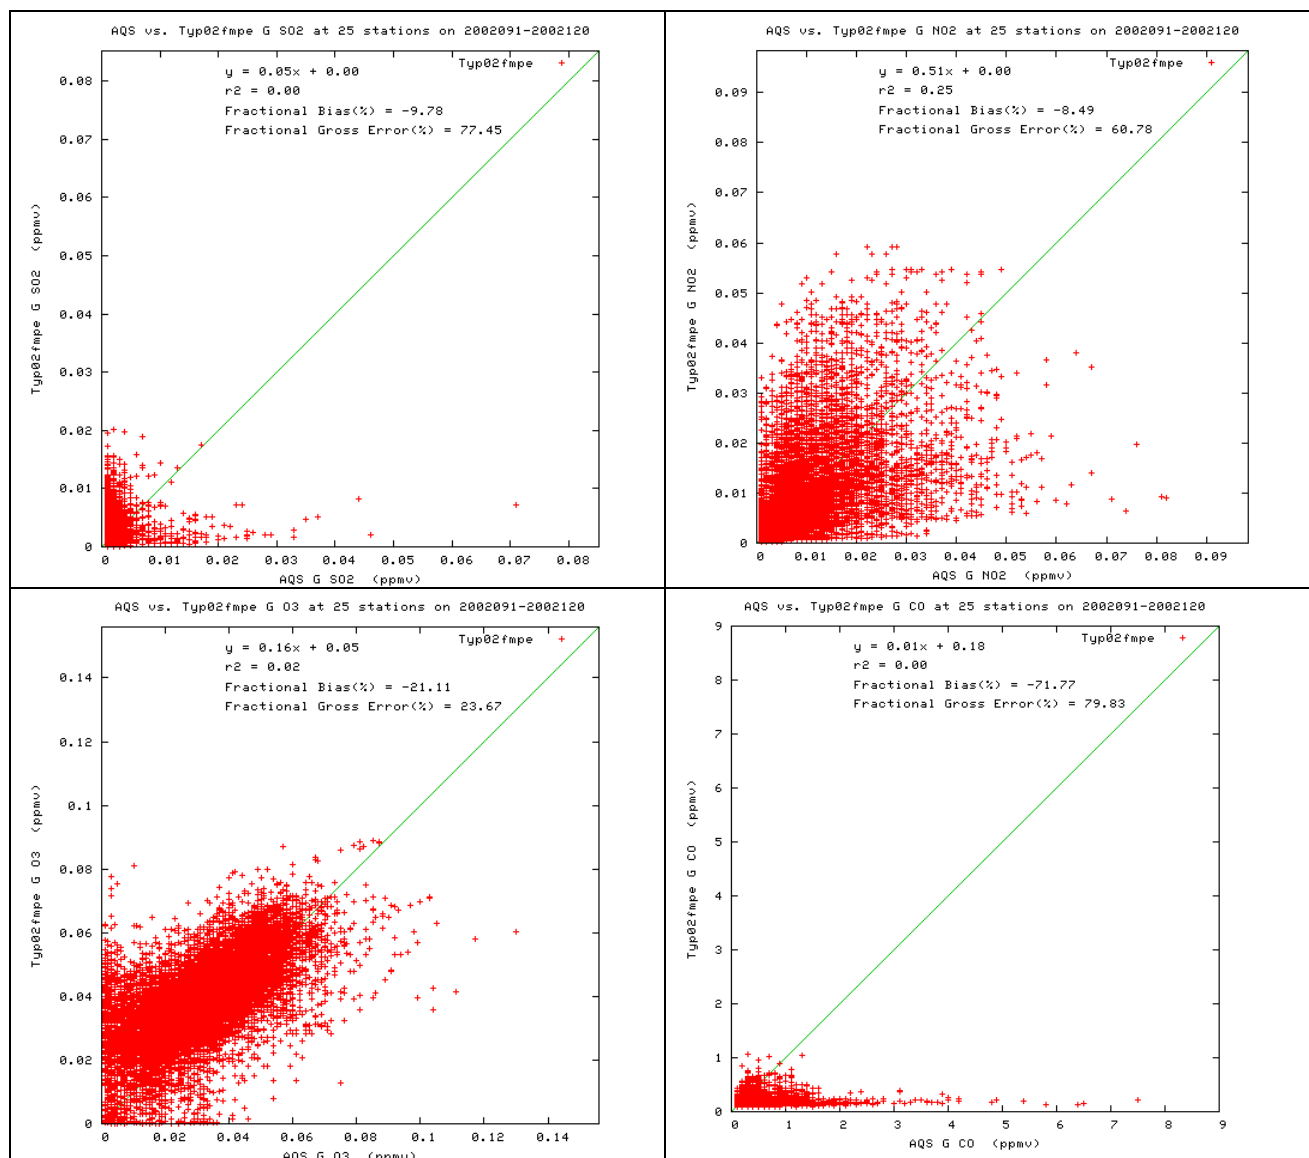 AQS vs. Typ02fmpe G SO2 at 25 stations on 2002091-2002120
Typ02fmpe
y = 0.05x + 0.00
r2 = 0.00
Fractional Bias(%) = -9.78
Fractional Gross Error(%) = 77.45
0.08
0.07
0.06
0.05
0.04
0.03
0.02
0.01
0
Typ02fmpe G SO2 (ppmv)
0 0.01 0.02 0.03 0.04 0.05 0.06 0.07 0.08
AQS G SO2 (ppmv)
AQS vs. Typ02fmpe G NO2 at 25 stations on 2002091-2002120
Typ02fmpe
y = 0.51x + 0.00
r2 = 0.25
Fractional Bias(%) = -8.49
Fractional Gross Error(%) = 60.78
0.09
0.08
0.07
0.06
0.05
0.04
0.03
0.02
0.01
0
Typ02fmpe G NO2 (ppmv)
0 0.01 0.02 0.03 0.04 0.05 0.06 0.07 0.08 0.09
AQS G NO2 (ppmv)
AQS vs. Typ02fmpe G O3 at 25 stations on 2002091-2002120
Typ02fmpe
y = 0.16x + 0.05
r2 = 0.02
Fractional Bias(%) = -21.11
Fractional Gross Error(%) = 23.67
0.14
0.12
0.1
0.08
0.06
0.04
0.02
0
Typ02fmpe G O3 (ppmv)
0 0.02 0.04 0.06 0.08 0.1 0.12 0.14
AQS G O3 (ppmv)
AQS vs. Typ02fmpe G CO at 25 stations on 2002091-2002120
Typ02fmpe
y = 0.01x + 0.18
r2 = 0.00
Fractional Bias(%) = -71.77
Fractional Gross Error(%) = 79.83
9
8
7
6
5
4
3
2
1
0
Typ02fmpe G CO (ppmv)
0 1 2 3 4 5 6 7 8 9
AQS G CO (ppmv)